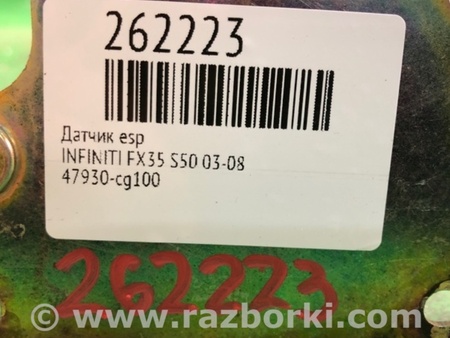 262223
Датчик esp
INFINITI FX35 S50 03-08
47930-cg100
262223
www.razborki.com